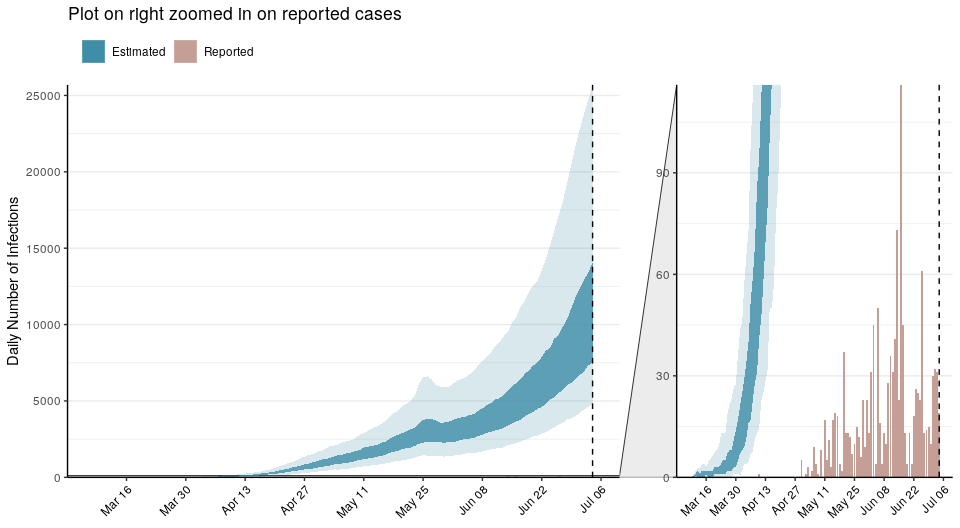 Plot on right zoomed in on reported cases
Estimated Reported
Daily Number of Infections
25000
20000
15000
10000
5000
0
Mar 16 Mar 30 Apr 13 Apr 27 May 11 May 25 Jun 08 Jun 22 Jul 06
90
60
30
0
Mar 16 Mar 30 Apr 13 Apr 27 May 11 May 25 Jun 08 Jun 22 Jul 06